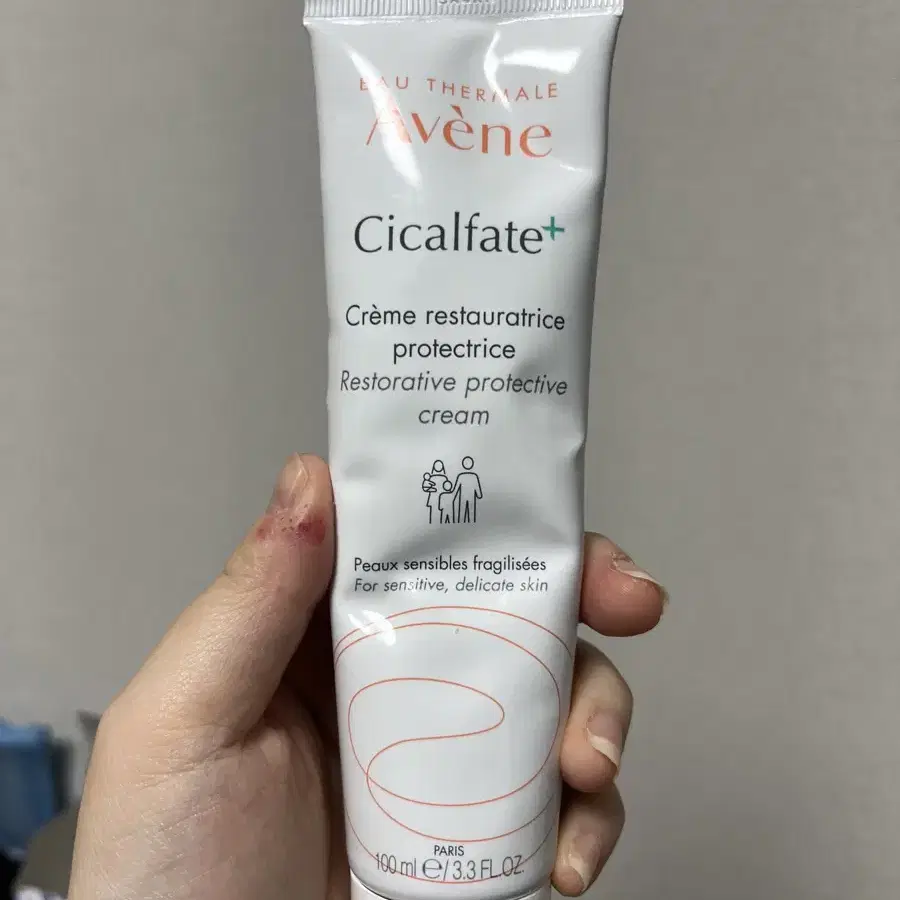 EAU THERMALE
Avène
Cicalfate+
Crème restauratrice
protectrice
Restorative protective
cream
Peaux sensibles fragilisées
For sensitive, delicate skin
PARIS
100 ml ℮/3.3 FL.OZ.